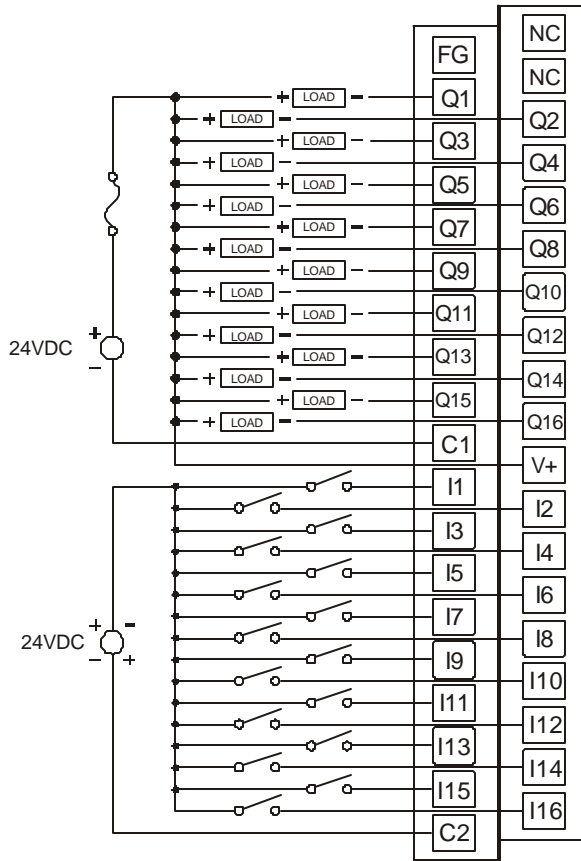 NC
FG
NC
+ LOAD − Q1
+ LOAD − Q2
+ LOAD − Q3
+ LOAD − Q4
+ LOAD − Q5
+ LOAD − Q6
+ LOAD − Q7
+ LOAD − Q8
+ LOAD − Q9
+ LOAD − Q10
+ LOAD − Q11
+ LOAD − Q12
24VDC + −
+ LOAD − Q13
+ LOAD − Q14
+ LOAD − Q15
+ LOAD − Q16
C1
V+
I1
I2
I3
I4
I5
I6
I7
I8
24VDC + − − +
I9
I10
I11
I12
I13
I14
I15
I16
C2